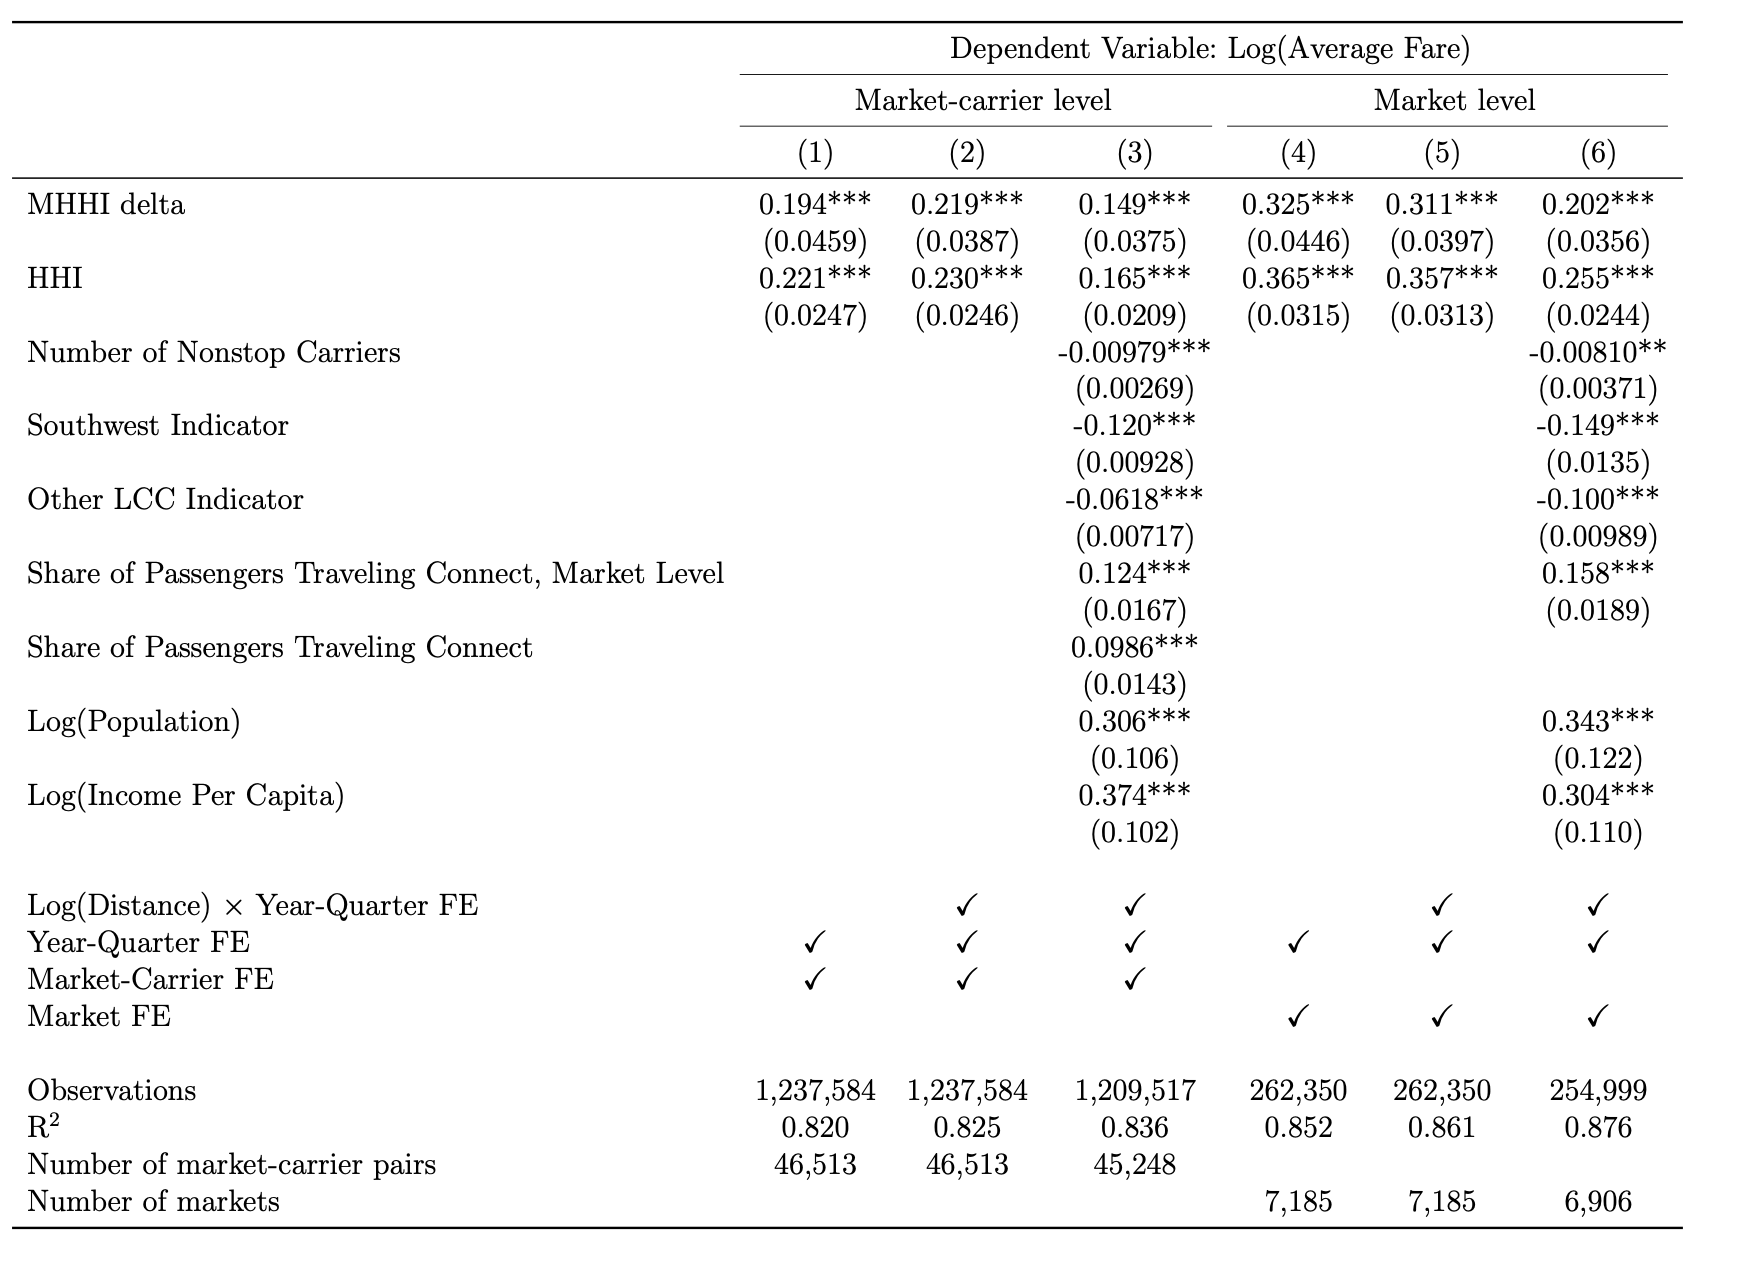 Dependent Variable: Log(Average Fare)
Market-carrier level Market level
(1) (2) (3) (4) (5) (6)
MHHI delta 0.194*** 0.219*** 0.149*** 0.325*** 0.311*** 0.202***
(0.0459) (0.0387) (0.0375) (0.0446) (0.0397) (0.0356)
HHI 0.221*** 0.230*** 0.165*** 0.365*** 0.357*** 0.255***
(0.0247) (0.0246) (0.0209) (0.0315) (0.0313) (0.0244)
Number of Nonstop Carriers -0.00979*** -0.00810**
(0.00269) (0.00371)
Southwest Indicator -0.120*** -0.149***
(0.00928) (0.0135)
Other LCC Indicator -0.0618*** -0.100***
(0.00717) (0.00989)
Share of Passengers Traveling Connect, Market Level 0.124*** 0.158***
(0.0167) (0.0189)
Share of Passengers Traveling Connect 0.0986***
(0.0143)
Log(Population) 0.306*** 0.343***
(0.106) (0.122)
Log(Income Per Capita) 0.374*** 0.304***
(0.102) (0.110)
Log(Distance) × Year-Quarter FE ✓ ✓ ✓ ✓
Year-Quarter FE ✓ ✓ ✓ ✓ ✓ ✓
Market-Carrier FE ✓ ✓ ✓
Market FE ✓ ✓ ✓
Observations 1,237,584 1,237,584 1,209,517 262,350 262,350 254,999
R² 0.820 0.825 0.836 0.852 0.861 0.876
Number of market-carrier pairs 46,513 46,513 45,248
Number of markets 7,185 7,185 6,906